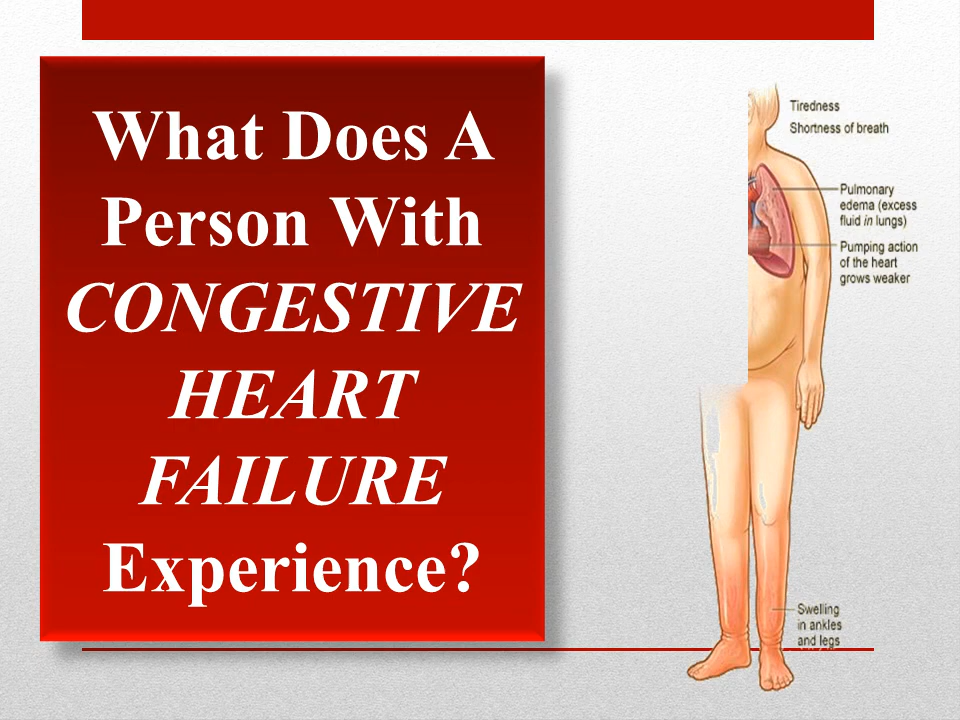 What Does A
Person With
CONGESTIVE
HEART
FAILURE
Experience?
Tiredness
Shortness of breath
Pulmonary
edema (excess
fluid in lungs)
Pumping action
of the heart
grows weaker
Swelling
in ankles
and legs